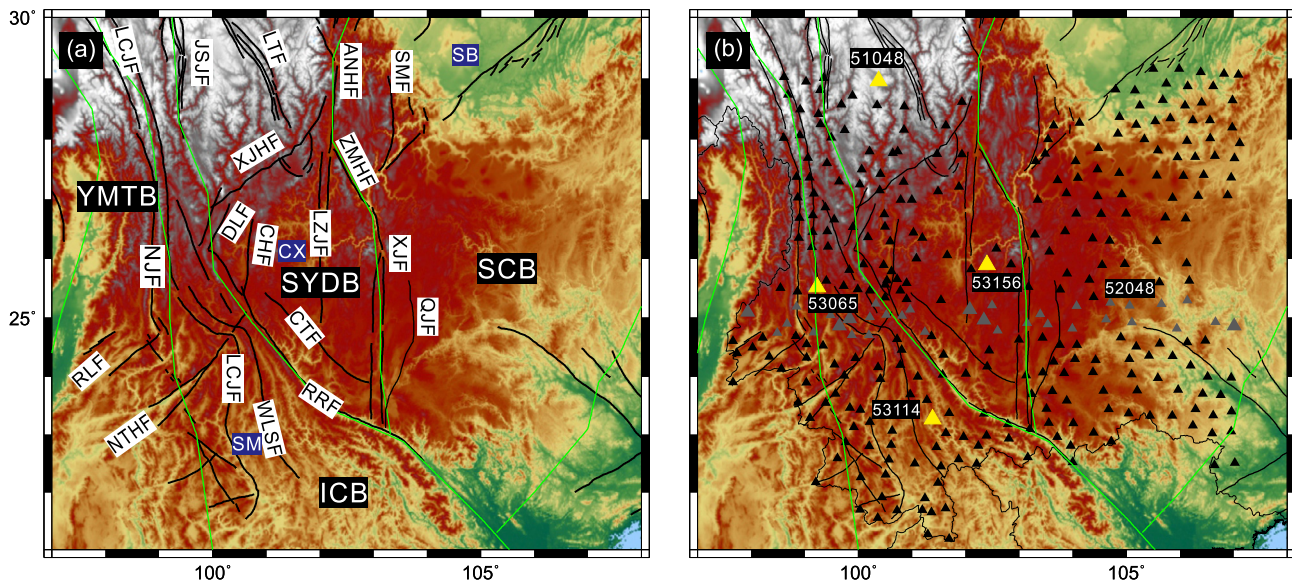 (a)
30°
25°
LCJF
JSJF
LTF
ANHF
SMF
SB
XJHF
ZMHF
YMTB
DLF
CHF
LZJF
CX
NJF
SYDB
XJF
SCB
QJF
CTF
RLF
LCJF
RRF
NTHF
WLSF
SM
ICB
100°
105°
(b)
51048
53156
53065
52048
53114
100°
105°